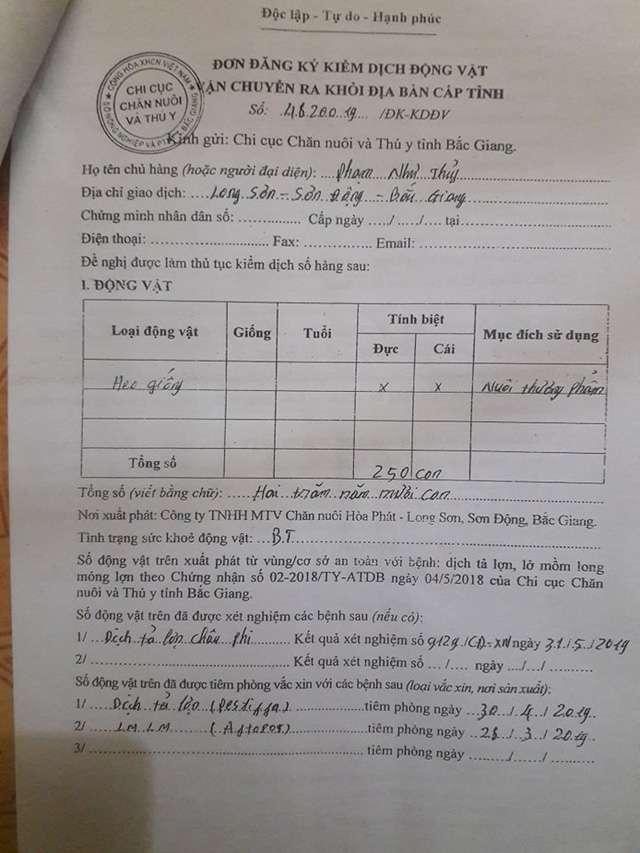 Độc lập - Tự do - Hạnh phúc
ĐƠN ĐĂNG KÝ KIỂM DỊCH ĐỘNG VẬT
VẬN CHUYỂN RA KHỎI ĐỊA BÀN CẤP TỈNH
CỘNG HÒA XHCN VIỆT NAM
CHI CỤC
CHĂN NUÔI
VÀ THÚ Y
Số: 48200.19... /ĐK-KDĐV
Kính gửi: Chi cục Chăn nuôi và Thú y tỉnh Bắc Giang.
Họ tên chủ hàng (hoặc người đại diện): ....Phạm Như Thủy
Địa chỉ giao dịch: ....Long Sơn - Sơn Động - Bắc Giang
Chứng minh nhân dân số: ............... Cấp ngày ..../ ..../.... tại
Điện thoại: ............................. Fax: ................. Email: ....................
Đề nghị được làm thủ tục kiểm dịch số hàng sau:
I. ĐỘNG VẬT
Loại động vật Giống Tuổi Tính biệt Mục đích sử dụng
Đực Cái
Heo giống x x Nuôi thương phẩm
Tổng số 250 con
Tổng số (viết bằng chữ): .....Hai trăm năm mươi con
Nơi xuất phát: Công ty TNHH MTV Chăn nuôi Hòa Phát - Long Sơn, Sơn Động, Bắc Giang.
Tình trạng sức khoẻ động vật: ...B.T
Số động vật trên xuất phát từ vùng/cơ sở an toàn với bệnh: dịch tả lợn, lở mồm long
móng lợn theo Chứng nhận số 02-2018/TY-ATDB ngày 04/5/2018 của Chi cục Chăn
nuôi và Thú y tỉnh Bắc Giang.
Số động vật trên đã được xét nghiệm các bệnh sau (nếu có):
1/ ...Dịch tả lợn châu phi.......... Kết quả xét nghiệm số 9129/CĐ-XN ngày 31/5/2019
2/ ................................... Kết quả xét nghiệm số .../.... ngày ..../..../ ..........
Số động vật trên đã được tiêm phòng vắc xin với các bệnh sau (loại vắc xin, nơi sản xuất):
1/ .....Dịch tả lợn (Pestiffa) ..............tiêm phòng ngày ...30../..4../ 2019..
2/ .....LMLM (Aftopor) ..............tiêm phòng ngày ..28../..3../ 2019..
3/ ........................................ tiêm phòng ngày ......./....../ ..........